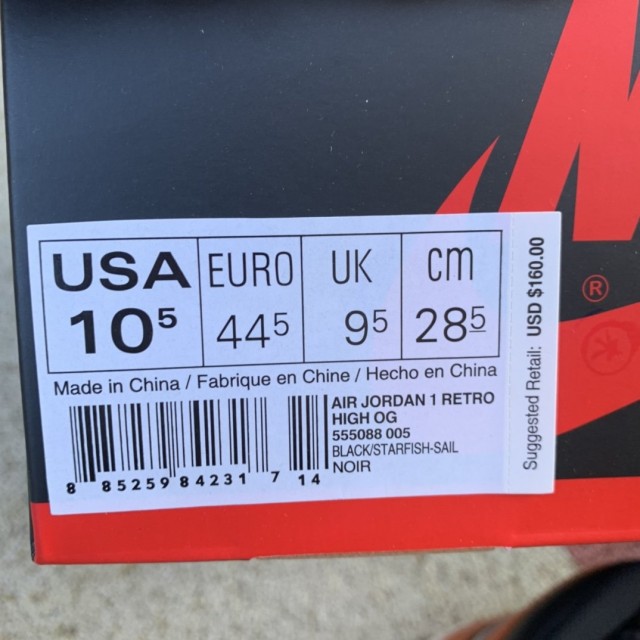 USA EURO UK cm
10⁵ 44⁵ 9⁵ 28⁵
Made in China / Fabrique en Chine / Hecho en China
AIR JORDAN 1 RETRO
HIGH OG
555088 005
BLACK/STARFISH-SAIL
NOIR
8 85259 84231 7 14
Suggested Retail: USD $160.00
®